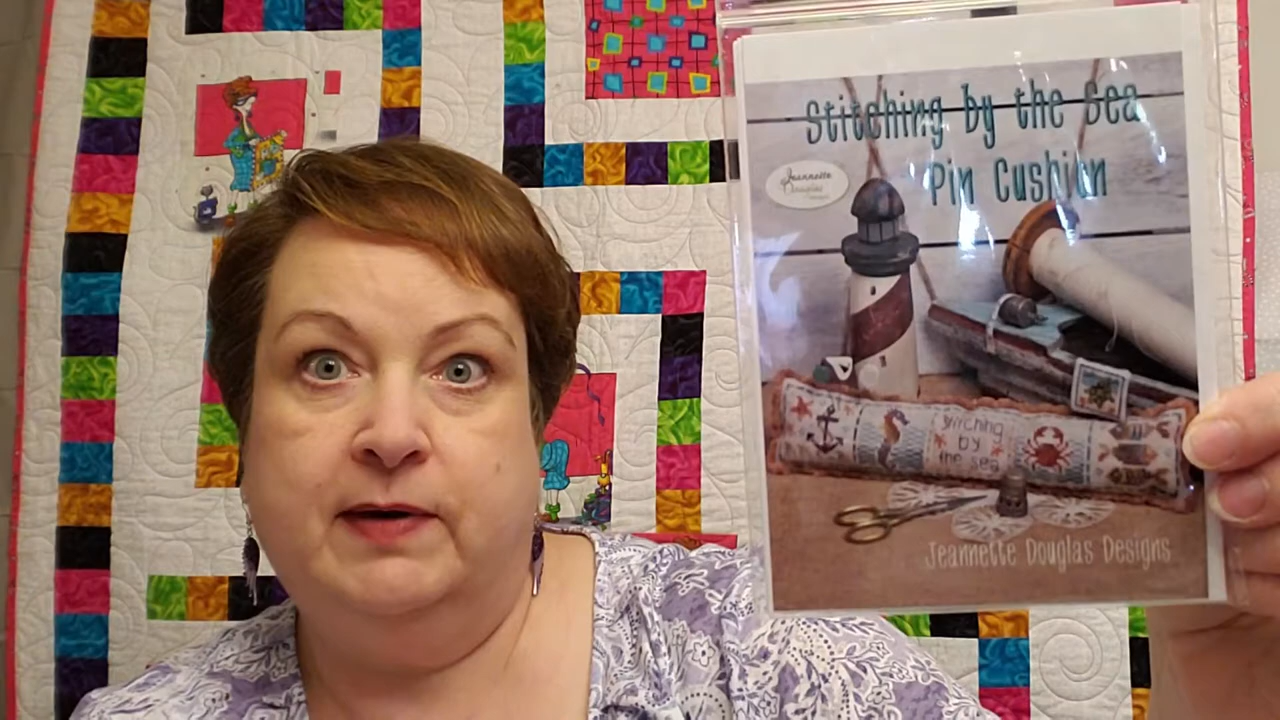 Stitching by the Sea
Pin Cushion
Jeannette
Douglas
stitching
by
the sea
Jeannette Douglas Designs